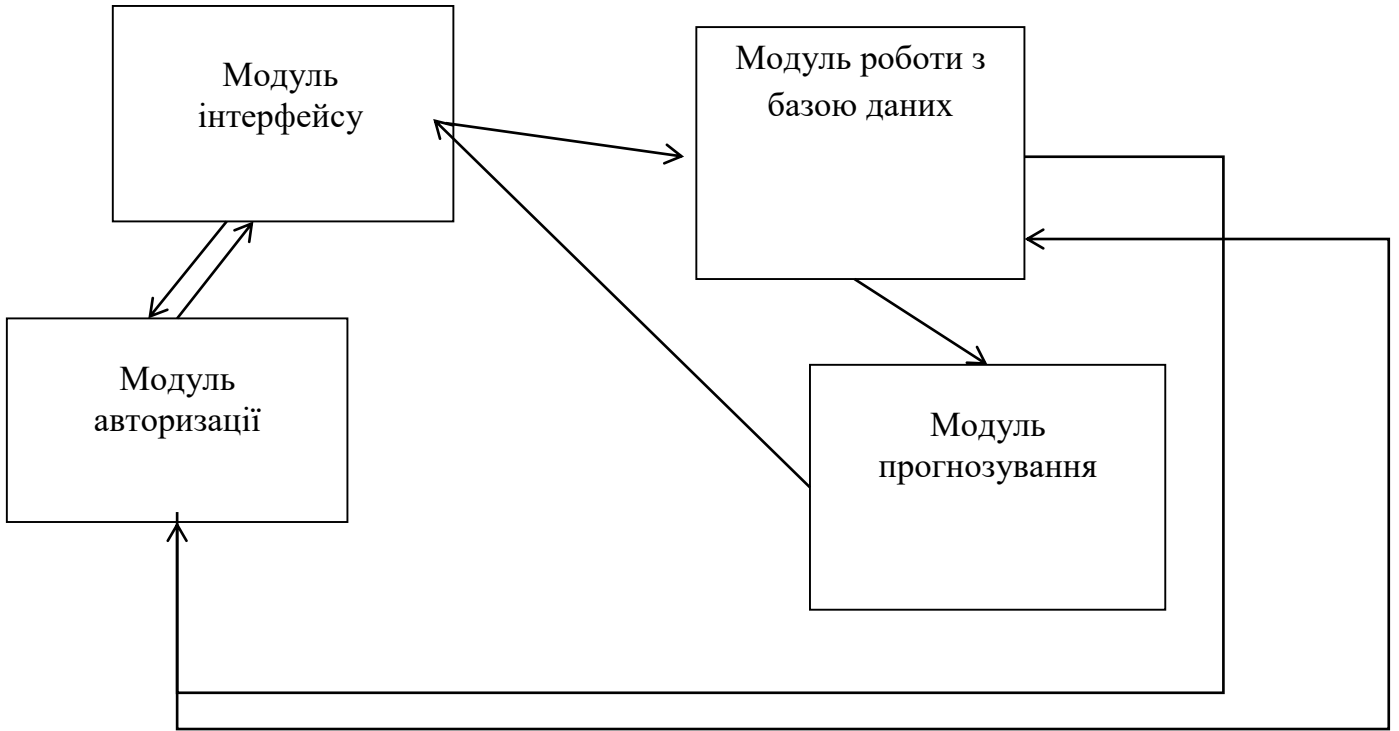 Модуль
інтерфейсу
Модуль роботи з
базою даних
Модуль
авторизації
Модуль
прогнозування